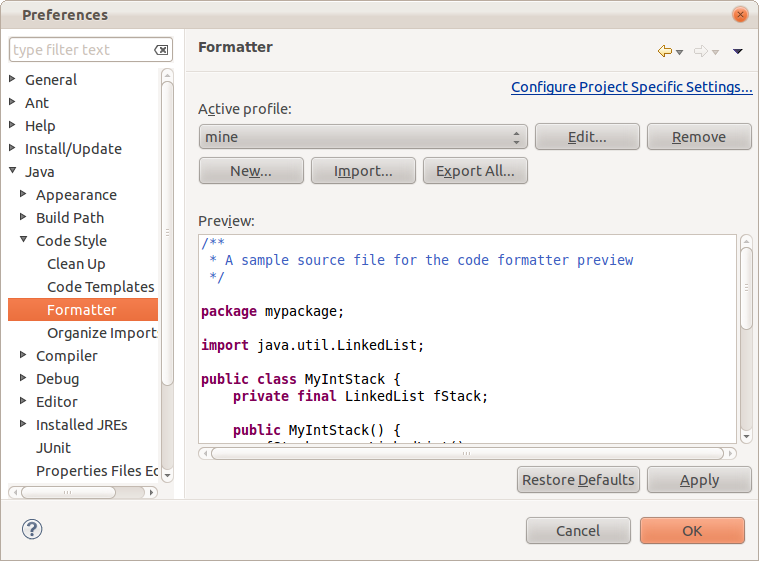 Preferences
type filter text
General
Ant
Help
Install/Update
Java
Appearance
Build Path
Code Style
Clean Up
Code Templates
Formatter
Organize Import
Compiler
Debug
Editor
Installed JREs
JUnit
Properties Files Ec
Formatter
Configure Project Specific Settings...
Active profile:
mine
Edit...
Remove
New...
Import...
Export All...
Preview:
/**
 * A sample source file for the code formatter preview
 */
package mypackage;
import java.util.LinkedList;
public class MyIntStack {
    private final LinkedList fStack;
    public MyIntStack() {
Restore Defaults
Apply
?
Cancel
OK